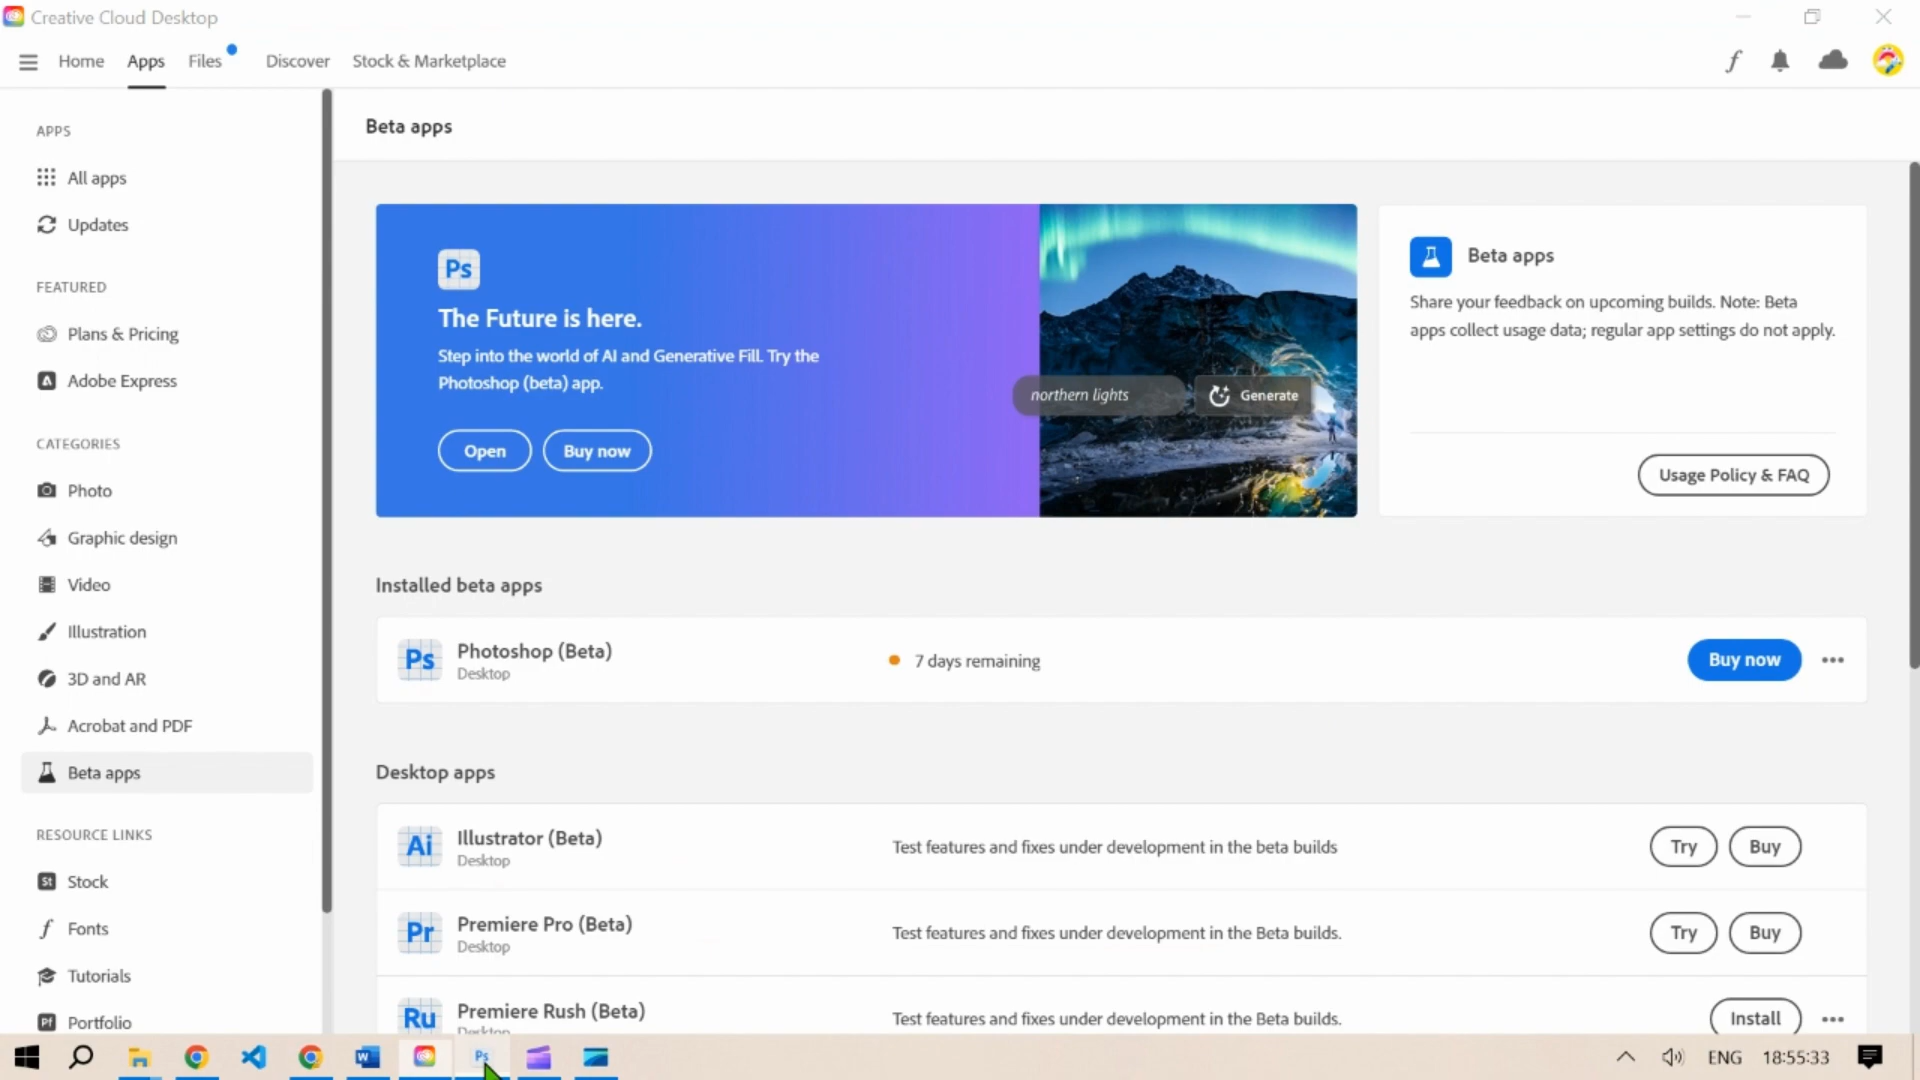 Creative Cloud Desktop
Home
Apps
Files
Discover
Stock & Marketplace
APPS
All apps
Updates
FEATURED
Plans & Pricing
Adobe Express
CATEGORIES
Photo
Graphic design
Video
Illustration
3D and AR
Acrobat and PDF
Beta apps
RESOURCE LINKS
St Stock
Fonts
Tutorials
Pf Portfolio
Beta apps
Ps
The Future is here.
Step into the world of AI and Generative Fill. Try the
Photoshop (beta) app.
Open
Buy now
northern lights
Generate
Beta apps
Share your feedback on upcoming builds. Note: Beta
apps collect usage data; regular app settings do not apply.
Usage Policy & FAQ
Installed beta apps
Ps
Photoshop (Beta)
Desktop
7 days remaining
Buy now
Desktop apps
Ai
Illustrator (Beta)
Desktop
Test features and fixes under development in the beta builds
Try
Buy
Pr
Premiere Pro (Beta)
Desktop
Test features and fixes under development in the Beta builds.
Try
Buy
Ru
Premiere Rush (Beta)
Desktop
Test features and fixes under development in the Beta builds.
Install
Ps
ENG
18:55:33